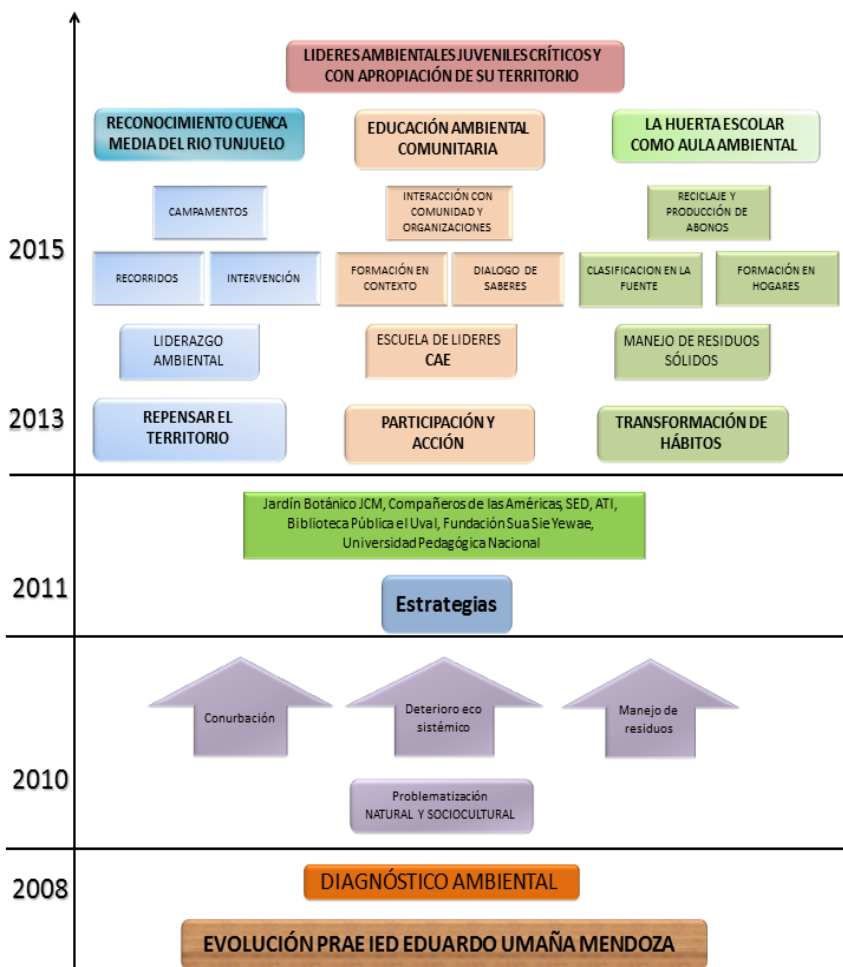 LIDERES AMBIENTALES JUVENILES CRÍTICOS Y
CON APROPIACIÓN DE SU TERRITORIO
RECONOCIMIENTO CUENCA
MEDIA DEL RIO TUNJUELO
EDUCACIÓN AMBIENTAL
COMUNITARIA
LA HUERTA ESCOLAR
COMO AULA AMBIENTAL
2015
CAMPAMENTOS
INTERACCIÓN CON
COMUNIDAD Y
ORGANIZACIONES
RECICLAJE Y
PRODUCCIÓN DE
ABONOS
RECORRIDOS
INTERVENCIÓN
FORMACIÓN EN
CONTEXTO
DIALOGO DE
SABERES
CLASIFICACION EN LA
FUENTE
FORMACIÓN EN
HOGARES
LIDERAZGO
AMBIENTAL
ESCUELA DE LIDERES
CAE
MANEJO DE RESIDUOS
SÓLIDOS
2013
REPENSAR EL
TERRITORIO
PARTICIPACIÓN Y
ACCIÓN
TRANSFORMACIÓN DE
HÁBITOS
Jardín Botánico JCM, Compañeros de las Américas, SED, ATI,
Biblioteca Pública el Uval, Fundación Sua Sie Yewae,
Universidad Pedagógica Nacional
2011
Estrategias
Conurbación
Deterioro eco
sistémico
Manejo de
residuos
2010
Problematización
NATURAL Y SOCIOCULTURAL
2008
DIAGNÓSTICO AMBIENTAL
EVOLUCIÓN PRAE IED EDUARDO UMAÑA MENDOZA